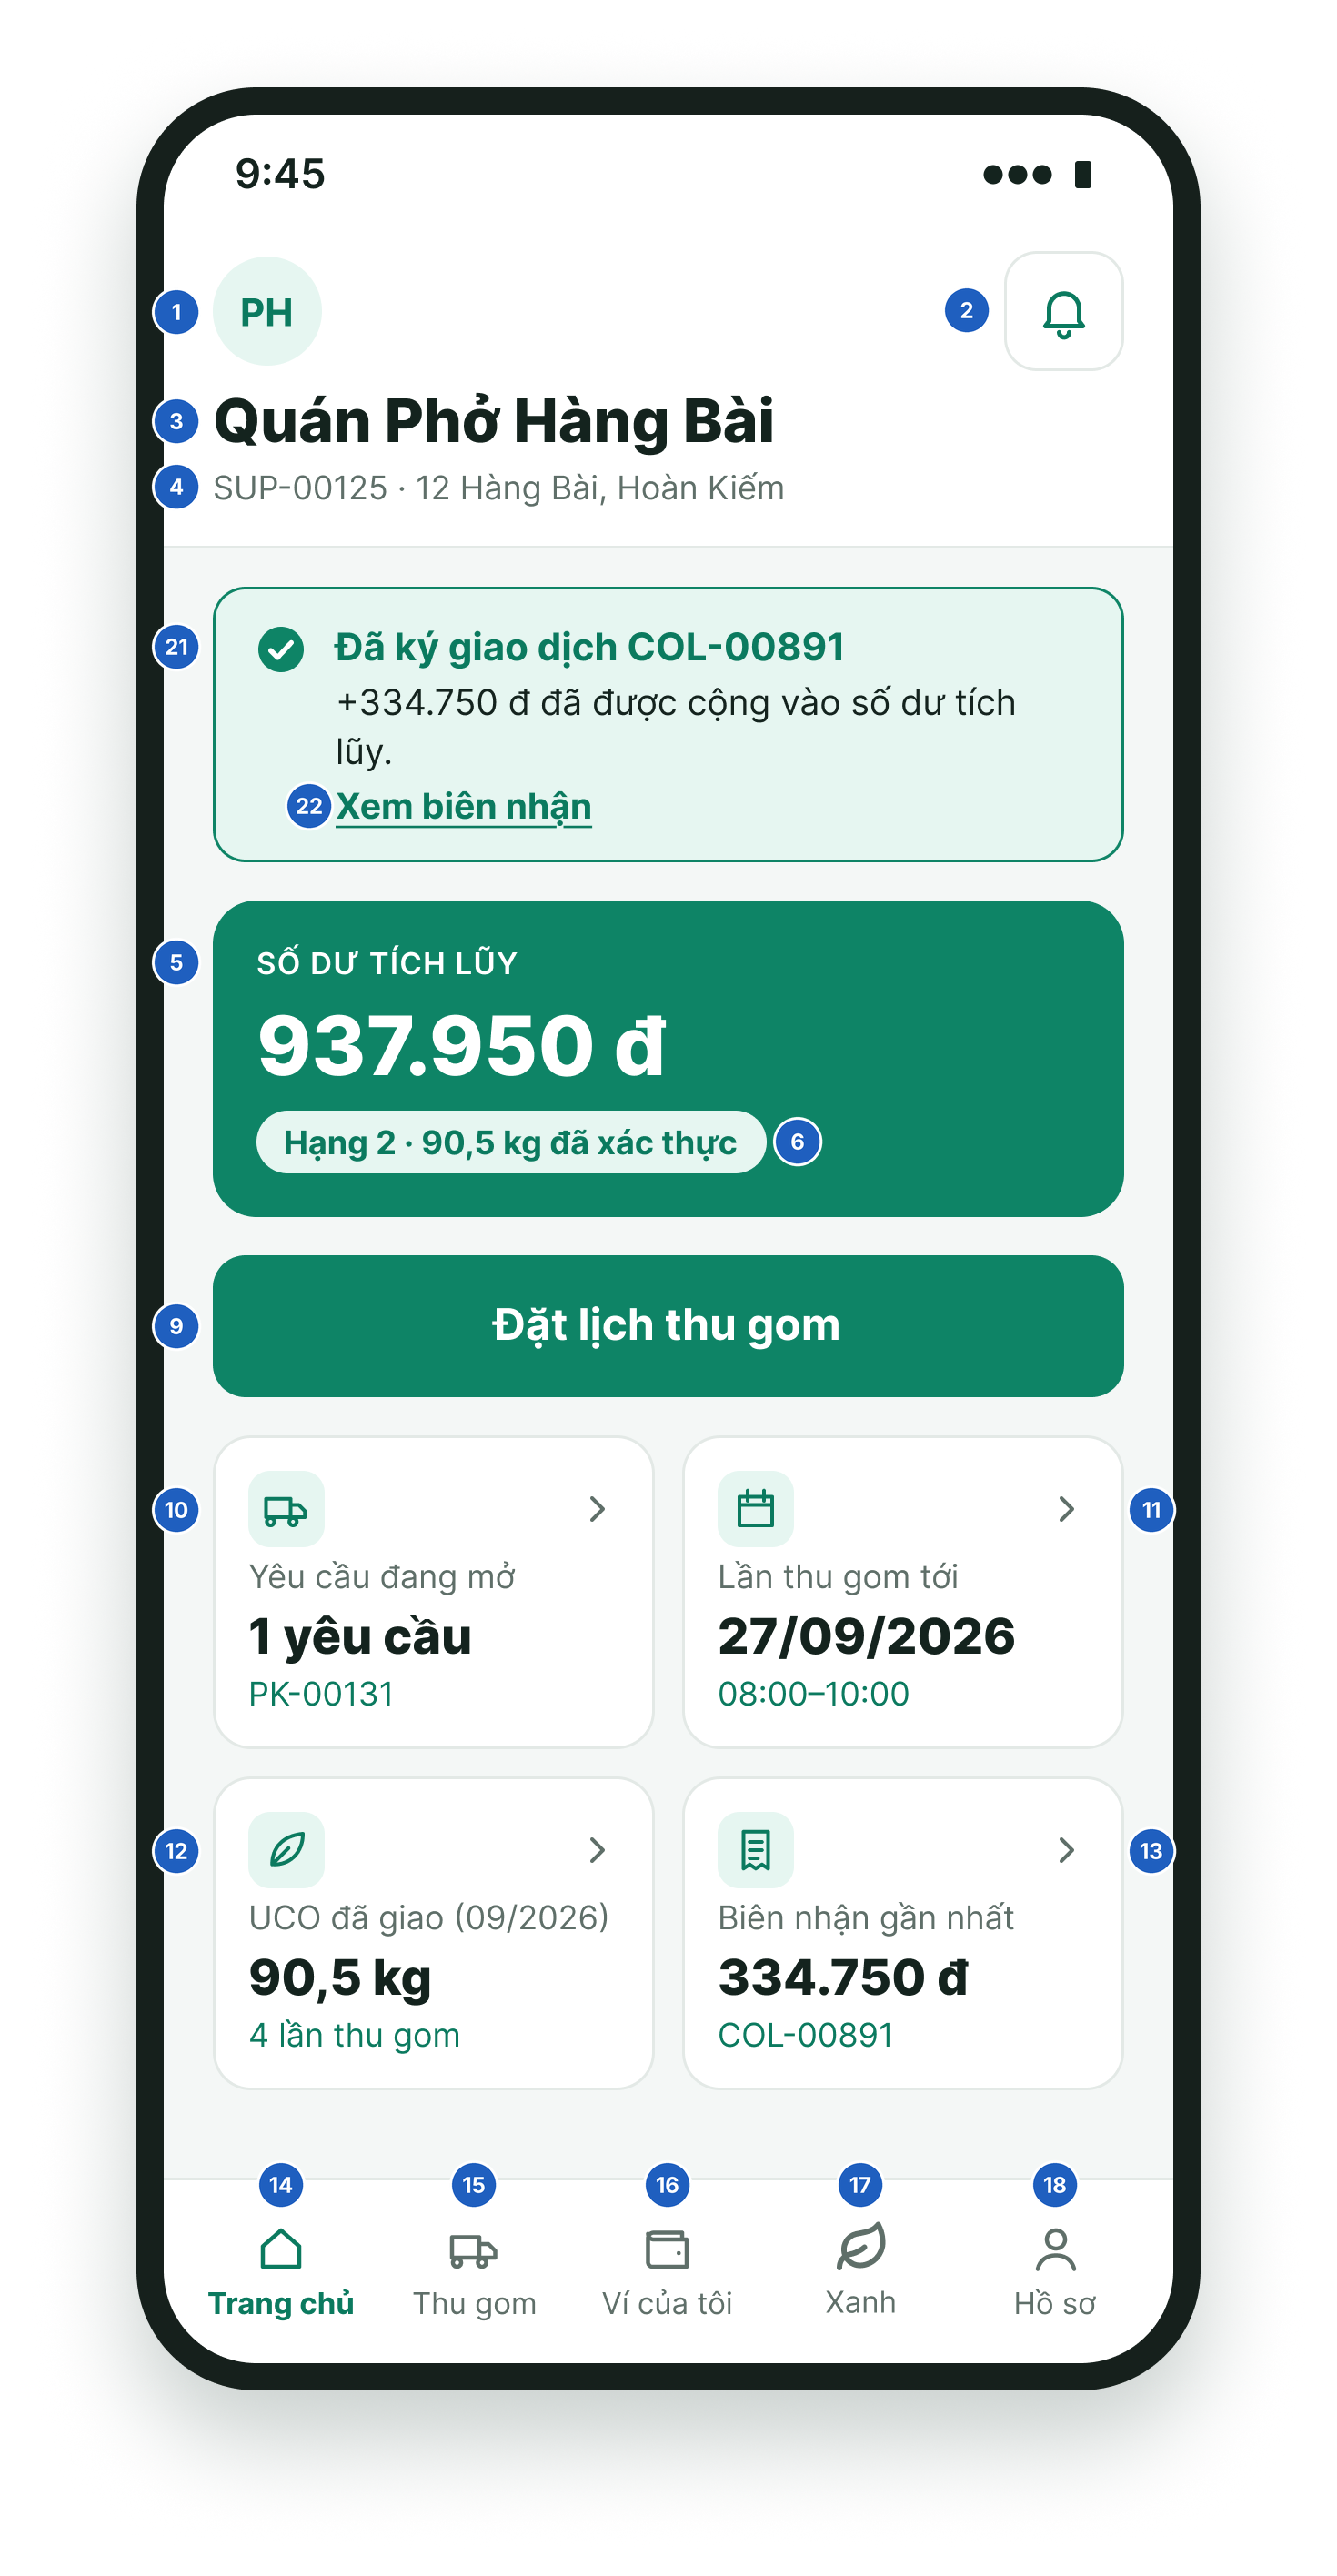 9:45
1
PH
2
3
Quán Phở Hàng Bài
4
SUP-00125 · 12 Hàng Bài, Hoàn Kiếm
21
Đã ký giao dịch COL-00891
+334.750 đ đã được cộng vào số dư tích
lũy.
22
Xem biên nhận
5
SỐ DƯ TÍCH LŨY
937.950 đ
Hạng 2 · 90,5 kg đã xác thực
6
9
Đặt lịch thu gom
10
Yêu cầu đang mở
1 yêu cầu
PK-00131
11
Lần thu gom tới
27/09/2026
08:00–10:00
12
UCO đã giao (09/2026)
90,5 kg
4 lần thu gom
13
Biên nhận gần nhất
334.750 đ
COL-00891
14
15
16
17
18
Trang chủ
Thu gom
Ví của tôi
Xanh
Hồ sơ